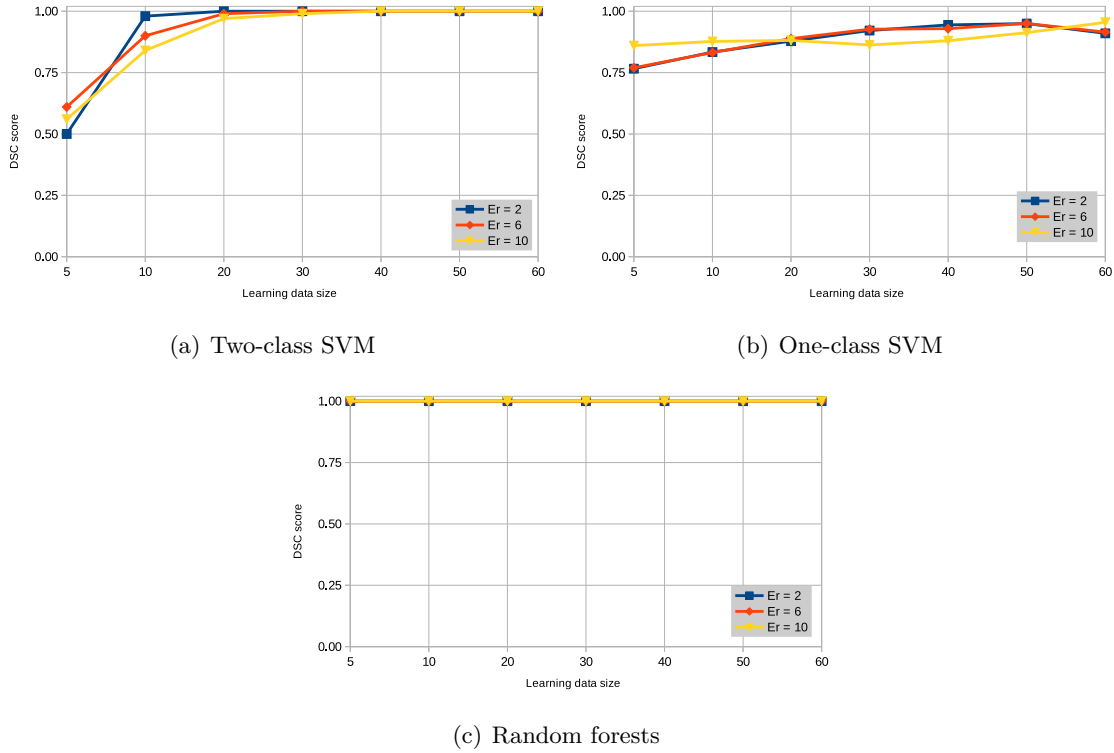 1.00
0.75
0.50
0.25
0.00
DSC score
5 10 20 30 40 50 60
Learning data size
Er = 2
Er = 6
Er = 10
(a) Two-class SVM
1.00
0.75
0.50
0.25
0.00
DSC score
5 10 20 30 40 50 60
Learning data size
Er = 2
Er = 6
Er = 10
(b) One-class SVM
1.00
0.75
0.50
0.25
0.00
DSC score
5 10 20 30 40 50 60
Learning data size
Er = 2
Er = 6
Er = 10
(c) Random forests